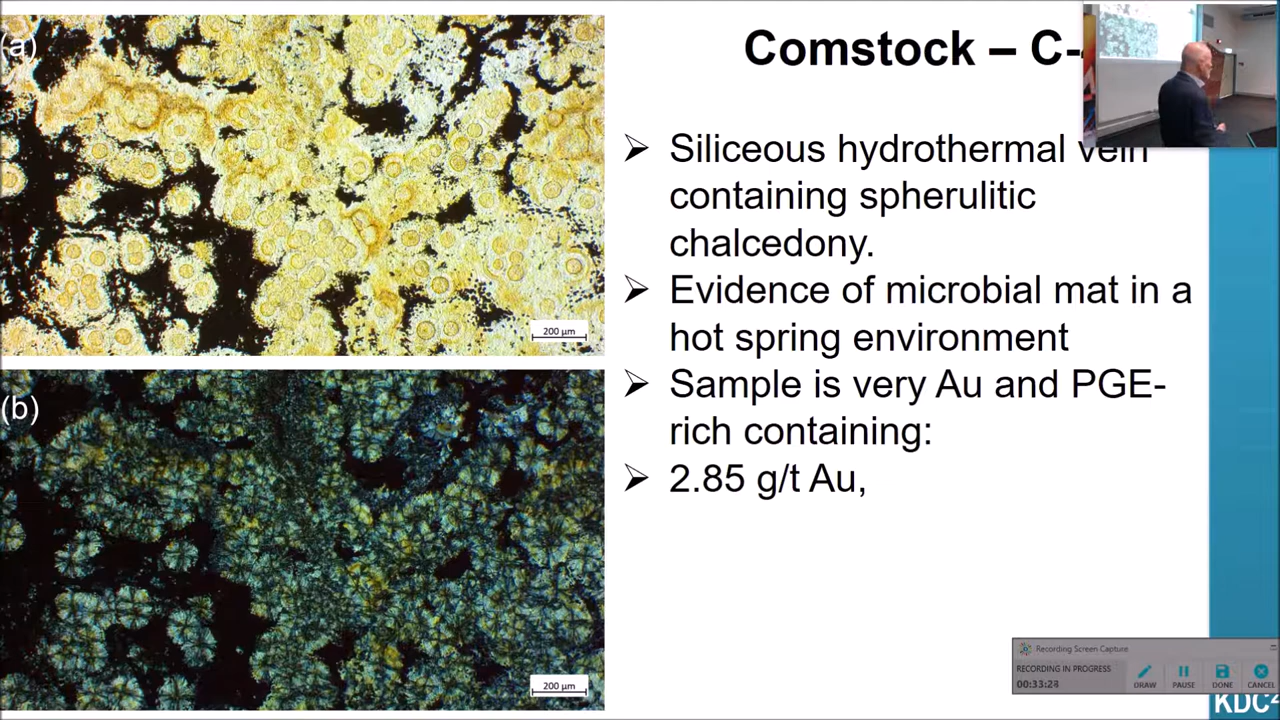 (a)
200 µm
(b)
200 µm
Comstock – C-
➢ Siliceous hydrothermal vein
containing spherulitic
chalcedony.
➢ Evidence of microbial mat in a
hot spring environment
➢ Sample is very Au and PGE-
rich containing:
➢ 2.85 g/t Au,
Recording Screen Capture
RECORDING IN PROGRESS
00:33:28
DRAW PAUSE DONE CANCEL
KDC²